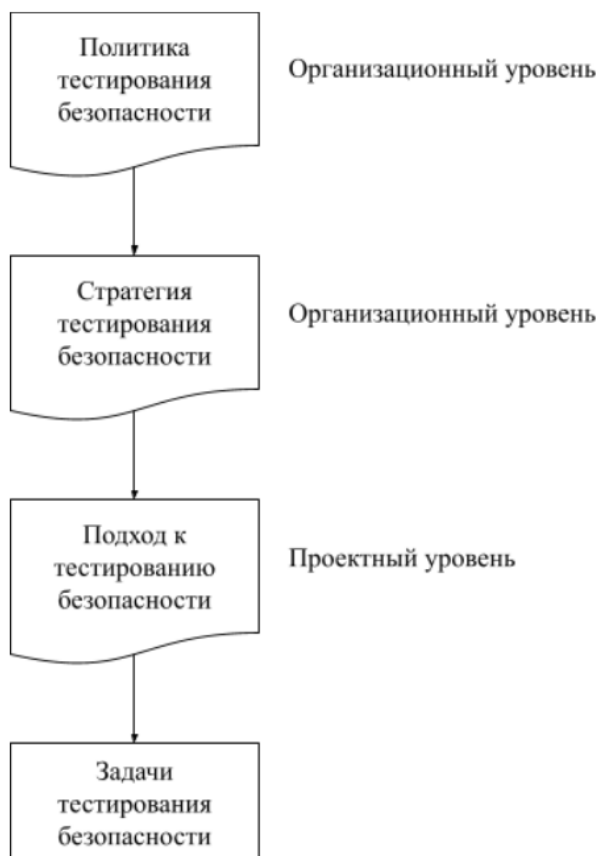 Политика
тестирования
безопасности
Организационный уровень
Стратегия
тестирования
безопасности
Организационный уровень
Подход к
тестированию
безопасности
Проектный уровень
Задачи
тестирования
безопасности